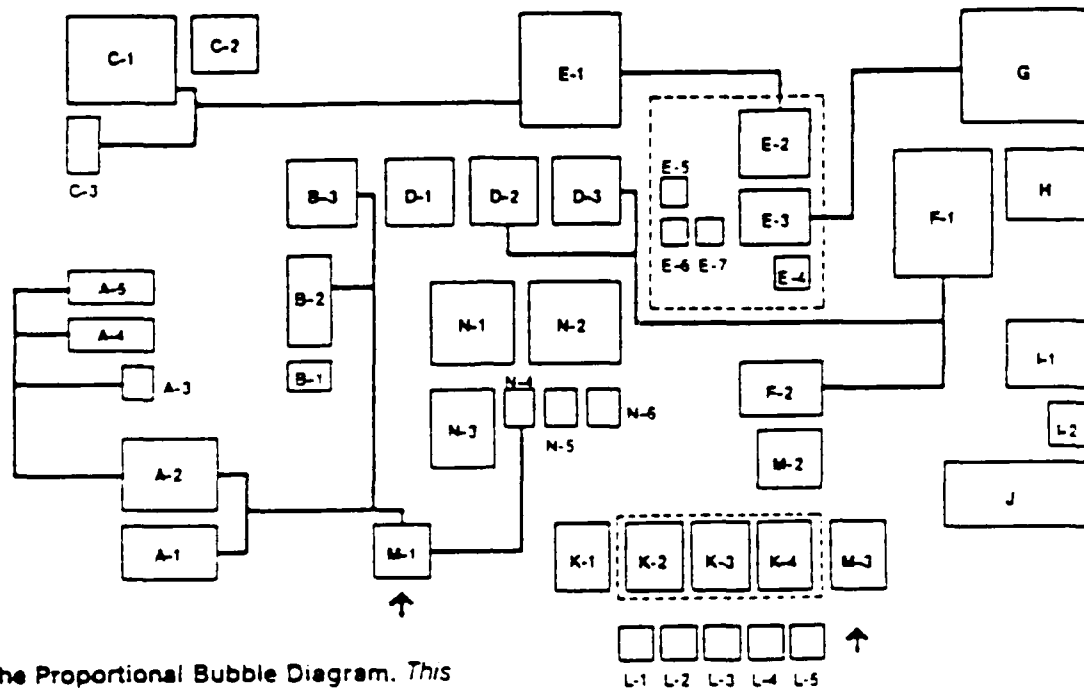 C-1
C-2
E-1
G
E-2
C-3
B-3
D-1
D-2
D-3
E-5
E-3
F-1
H
E-6
E-7
E-4
A-5
B-2
N-1
N-2
A-4
I-1
A-3
B-1
N-4
F-2
N-3
N-5
N-6
I-2
A-2
M-2
J
A-1
M-1
K-1
K-2
K-3
K-4
M-3
L-1
L-2
L-3
L-4
L-5
he Proportional Bubble Diagram. This